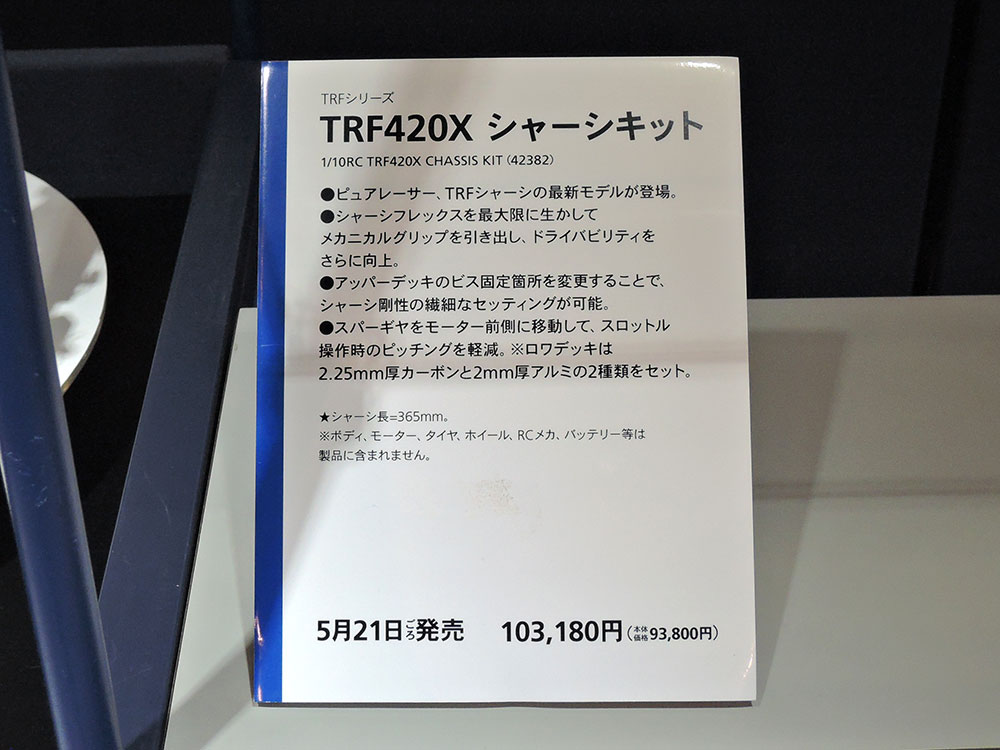 TRFシリーズ
TRF420X シャーシキット
1/10RC TRF420X CHASSIS KIT (42382)
●ピュアレーサー、TRFシャーシの最新モデルが登場。
●シャーシフレックスを最大限に生かして
メカニカルグリップを引き出し、ドライバビリティを
さらに向上。
●アッパーデッキのビス固定箇所を変更することで、
シャーシ剛性の繊細なセッティングが可能。
●スパーギヤをモーター前側に移動して、スロットル
操作時のピッチングを軽減。※ロワデッキは
2.25mm厚カーボンと2mm厚アルミの2種類をセット。
★シャーシ長=365mm。
※ボディ、モーター、タイヤ、ホイール、RCメカ、バッテリー等は
製品に含まれません。
5月21日ごろ発売 103,180円(本体価格93,800円)